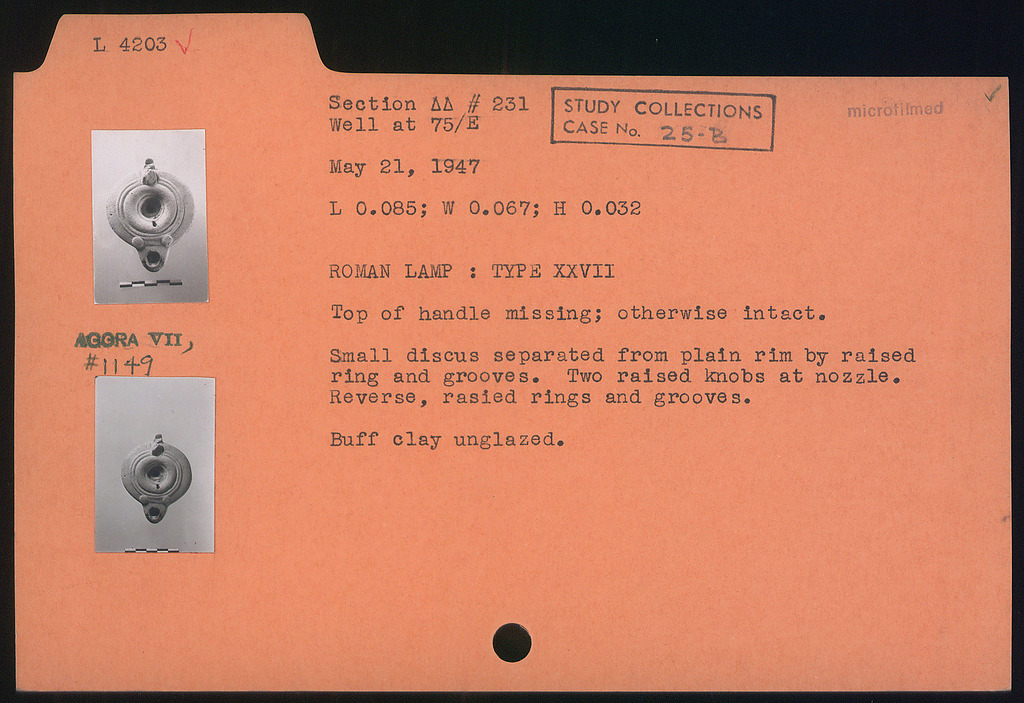 L 4203 ✓
Section ΔΔ # 231
Well at 75/E
STUDY COLLECTIONS
CASE No. 25-B
microfilmed ✓
May 21, 1947
L 0.085; W 0.067; H 0.032
ROMAN LAMP : TYPE XXVII
Top of handle missing; otherwise intact.
AGORA VII,
#1149
Small discus separated from plain rim by raised
ring and grooves.  Two raised knobs at nozzle.
Reverse, rasied rings and grooves.
Buff clay unglazed.